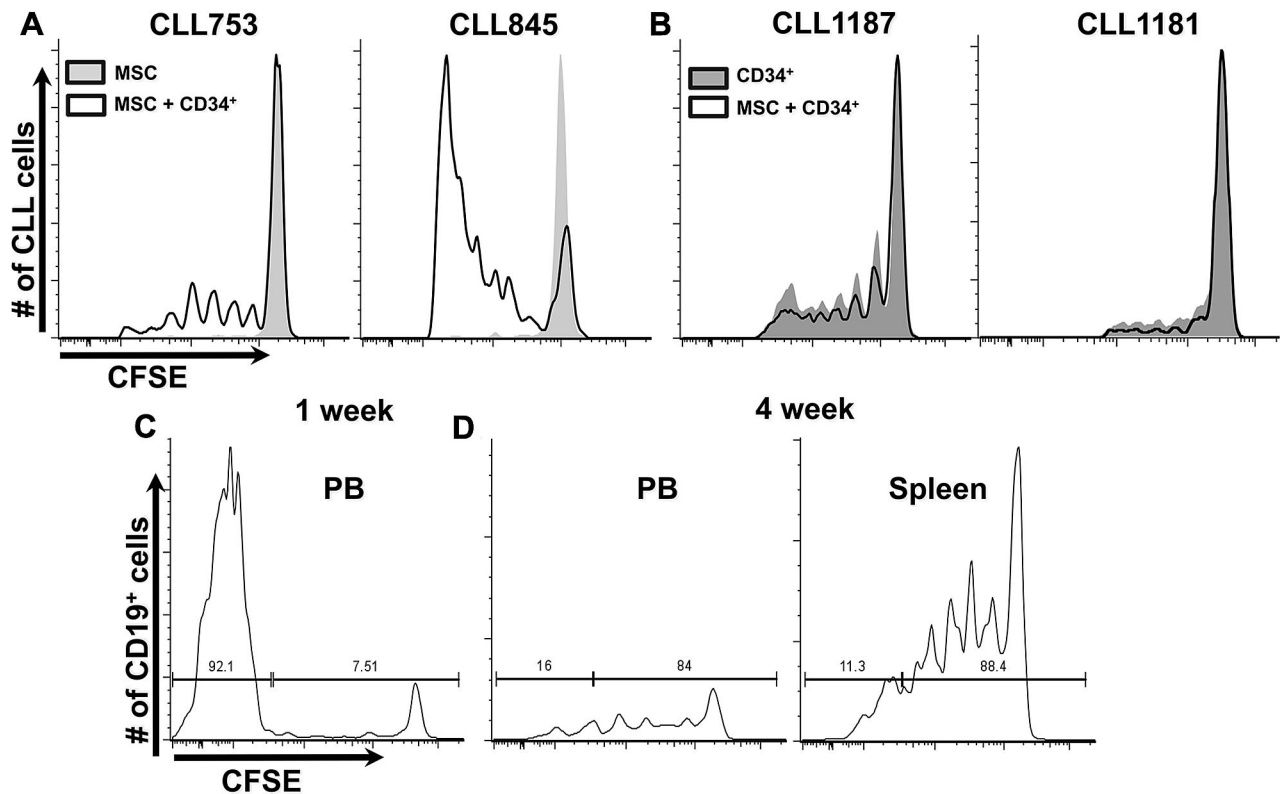 A
CLL753
CLL845
B
CLL1187
CLL1181
MSC
MSC + CD34⁺
CD34⁺
MSC + CD34⁺
# of CLL cells
CFSE
1 week
4 week
C
D
PB
PB
Spleen
92.1
7.51
16
84
11.3
88.4
# of CD19⁺ cells
CFSE